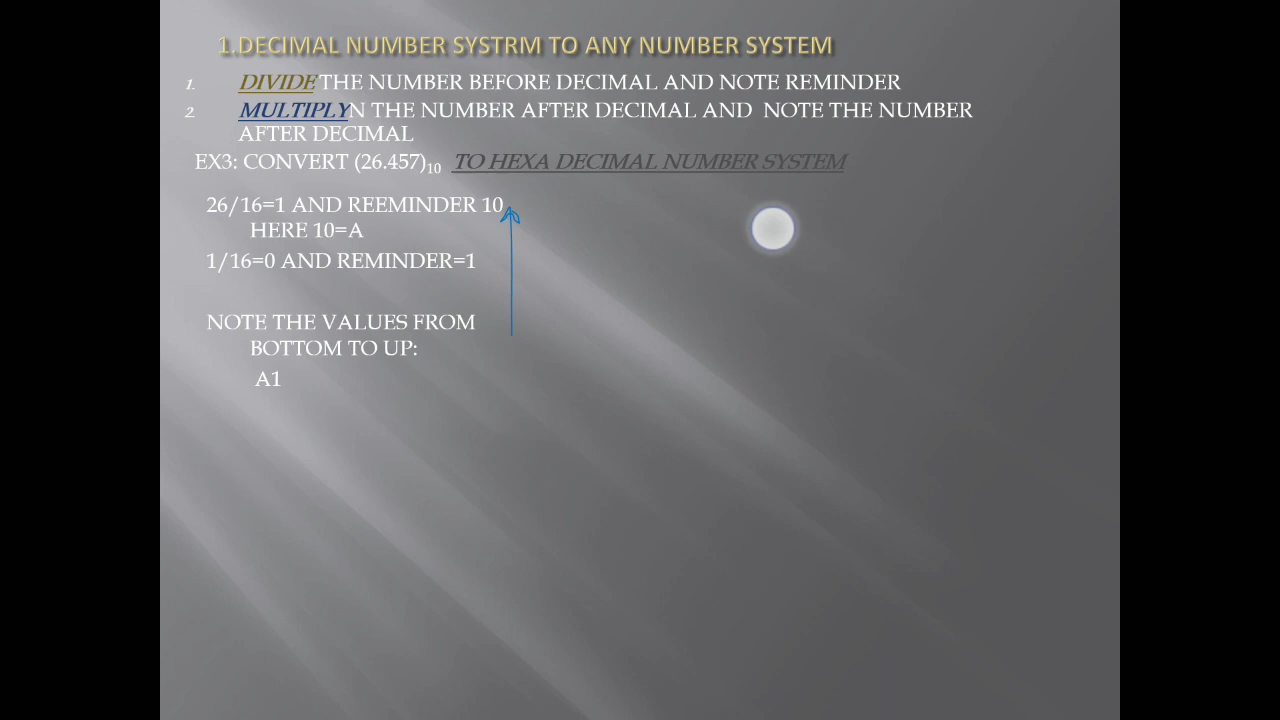 1.DECIMAL NUMBER SYSTRM TO ANY NUMBER SYSTEM
1. DIVIDE THE NUMBER BEFORE DECIMAL AND NOTE REMINDER
2. MULTIPLYN THE NUMBER AFTER DECIMAL AND NOTE THE NUMBER
AFTER DECIMAL
EX3: CONVERT (26.457)10 TO HEXA DECIMAL NUMBER SYSTEM
26/16=1 AND REEMINDER 10
HERE 10=A
1/16=0 AND REMINDER=1
NOTE THE VALUES FROM
BOTTOM TO UP:
A1